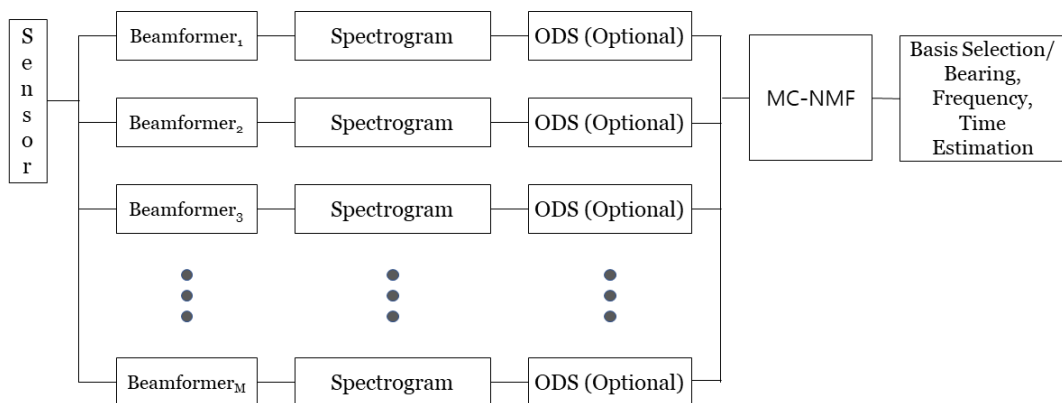 Sensor
Beamformer₁
Spectrogram
ODS (Optional)
Beamformer₂
Spectrogram
ODS (Optional)
Beamformer₃
Spectrogram
ODS (Optional)
Beamformer_M
Spectrogram
ODS (Optional)
MC-NMF
Basis Selection/
Bearing,
Frequency,
Time
Estimation